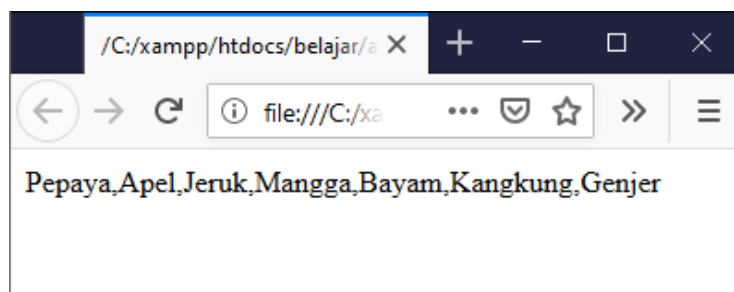 /C:/xampp/htdocs/belajar/a
file:///C:/xa
Pepaya,Apel,Jeruk,Mangga,Bayam,Kangkung,Genjer